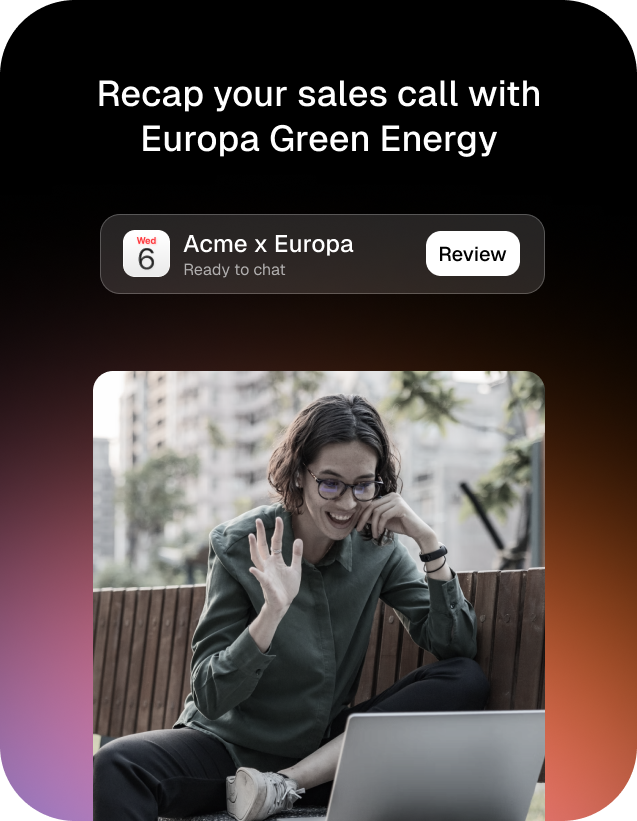 Recap your sales call with
Europa Green Energy
Wed
6
Acme x Europa
Ready to chat
Review